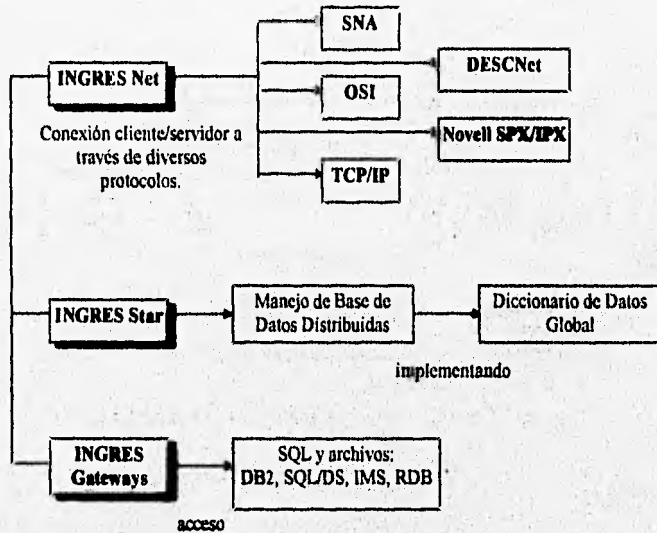 SNA
INGRES Net
DESCNet
OSI
Conexión cliente/servidor a
través de diversos
protocolos.
Novell SPX/IPX
TCP/IP
INGRES Star
Manejo de Base de
Datos Distribuidas
Diccionario de Datos
Global
implementando
INGRES
Gateways
SQL y archivos:
DB2, SQL/DS, IMS, RDB
acceso